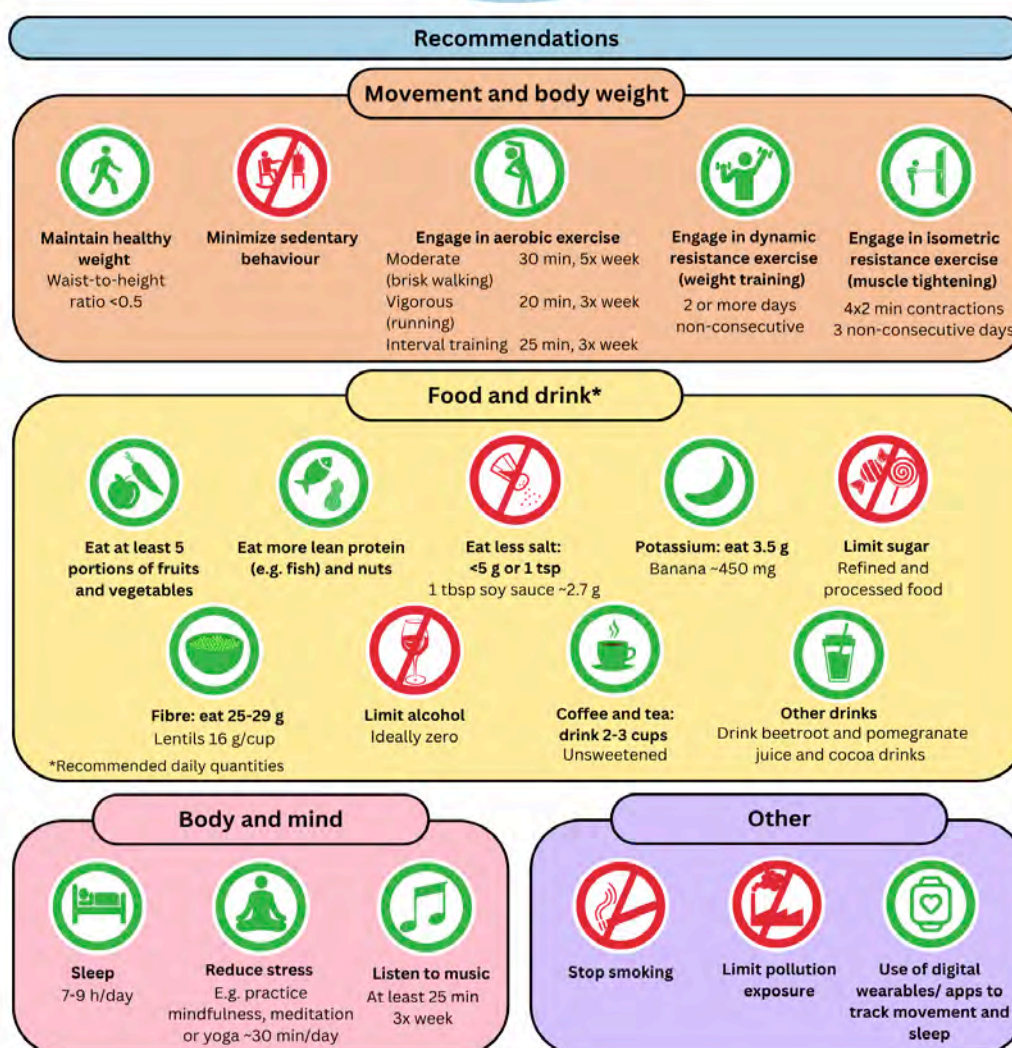 Recommendations
Movement and body weight
Maintain healthy
weight
Waist-to-height
ratio <0.5
Minimize sedentary
behaviour
Engage in aerobic exercise
Moderate 30 min, 5x week
(brisk walking)
Vigorous 20 min, 3x week
(running)
Interval training 25 min, 3x week
Engage in dynamic
resistance exercise
(weight training)
2 or more days
non-consecutive
Engage in isometric
resistance exercise
(muscle tightening)
4x2 min contractions
3 non-consecutive days
Food and drink*
Eat at least 5
portions of fruits
and vegetables
Eat more lean protein
(e.g. fish) and nuts
Eat less salt:
<5 g or 1 tsp
1 tbsp soy sauce ~2.7 g
Potassium: eat 3.5 g
Banana ~450 mg
Limit sugar
Refined and
processed food
Fibre: eat 25-29 g
Lentils 16 g/cup
Limit alcohol
Ideally zero
Coffee and tea:
drink 2-3 cups
Unsweetened
Other drinks
Drink beetroot and pomegranate
juice and cocoa drinks
*Recommended daily quantities
Body and mind
Sleep
7-9 h/day
Reduce stress
E.g. practice
mindfulness, meditation
or yoga ~30 min/day
Listen to music
At least 25 min
3x week
Other
Stop smoking
Limit pollution
exposure
Use of digital
wearables/ apps to
track movement and
sleep